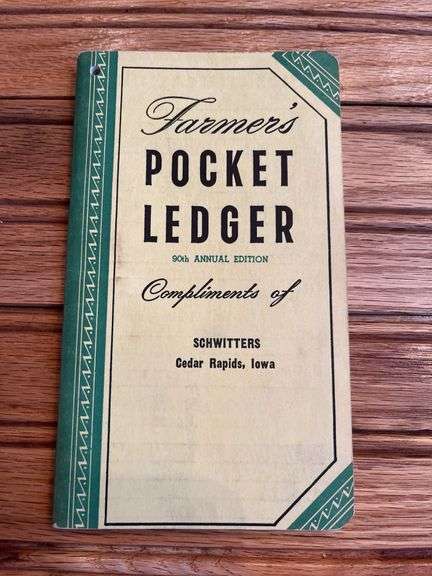 Farmer's
POCKET
LEDGER
90th ANNUAL EDITION
Compliments of
SCHWITTERS
Cedar Rapids, Iowa